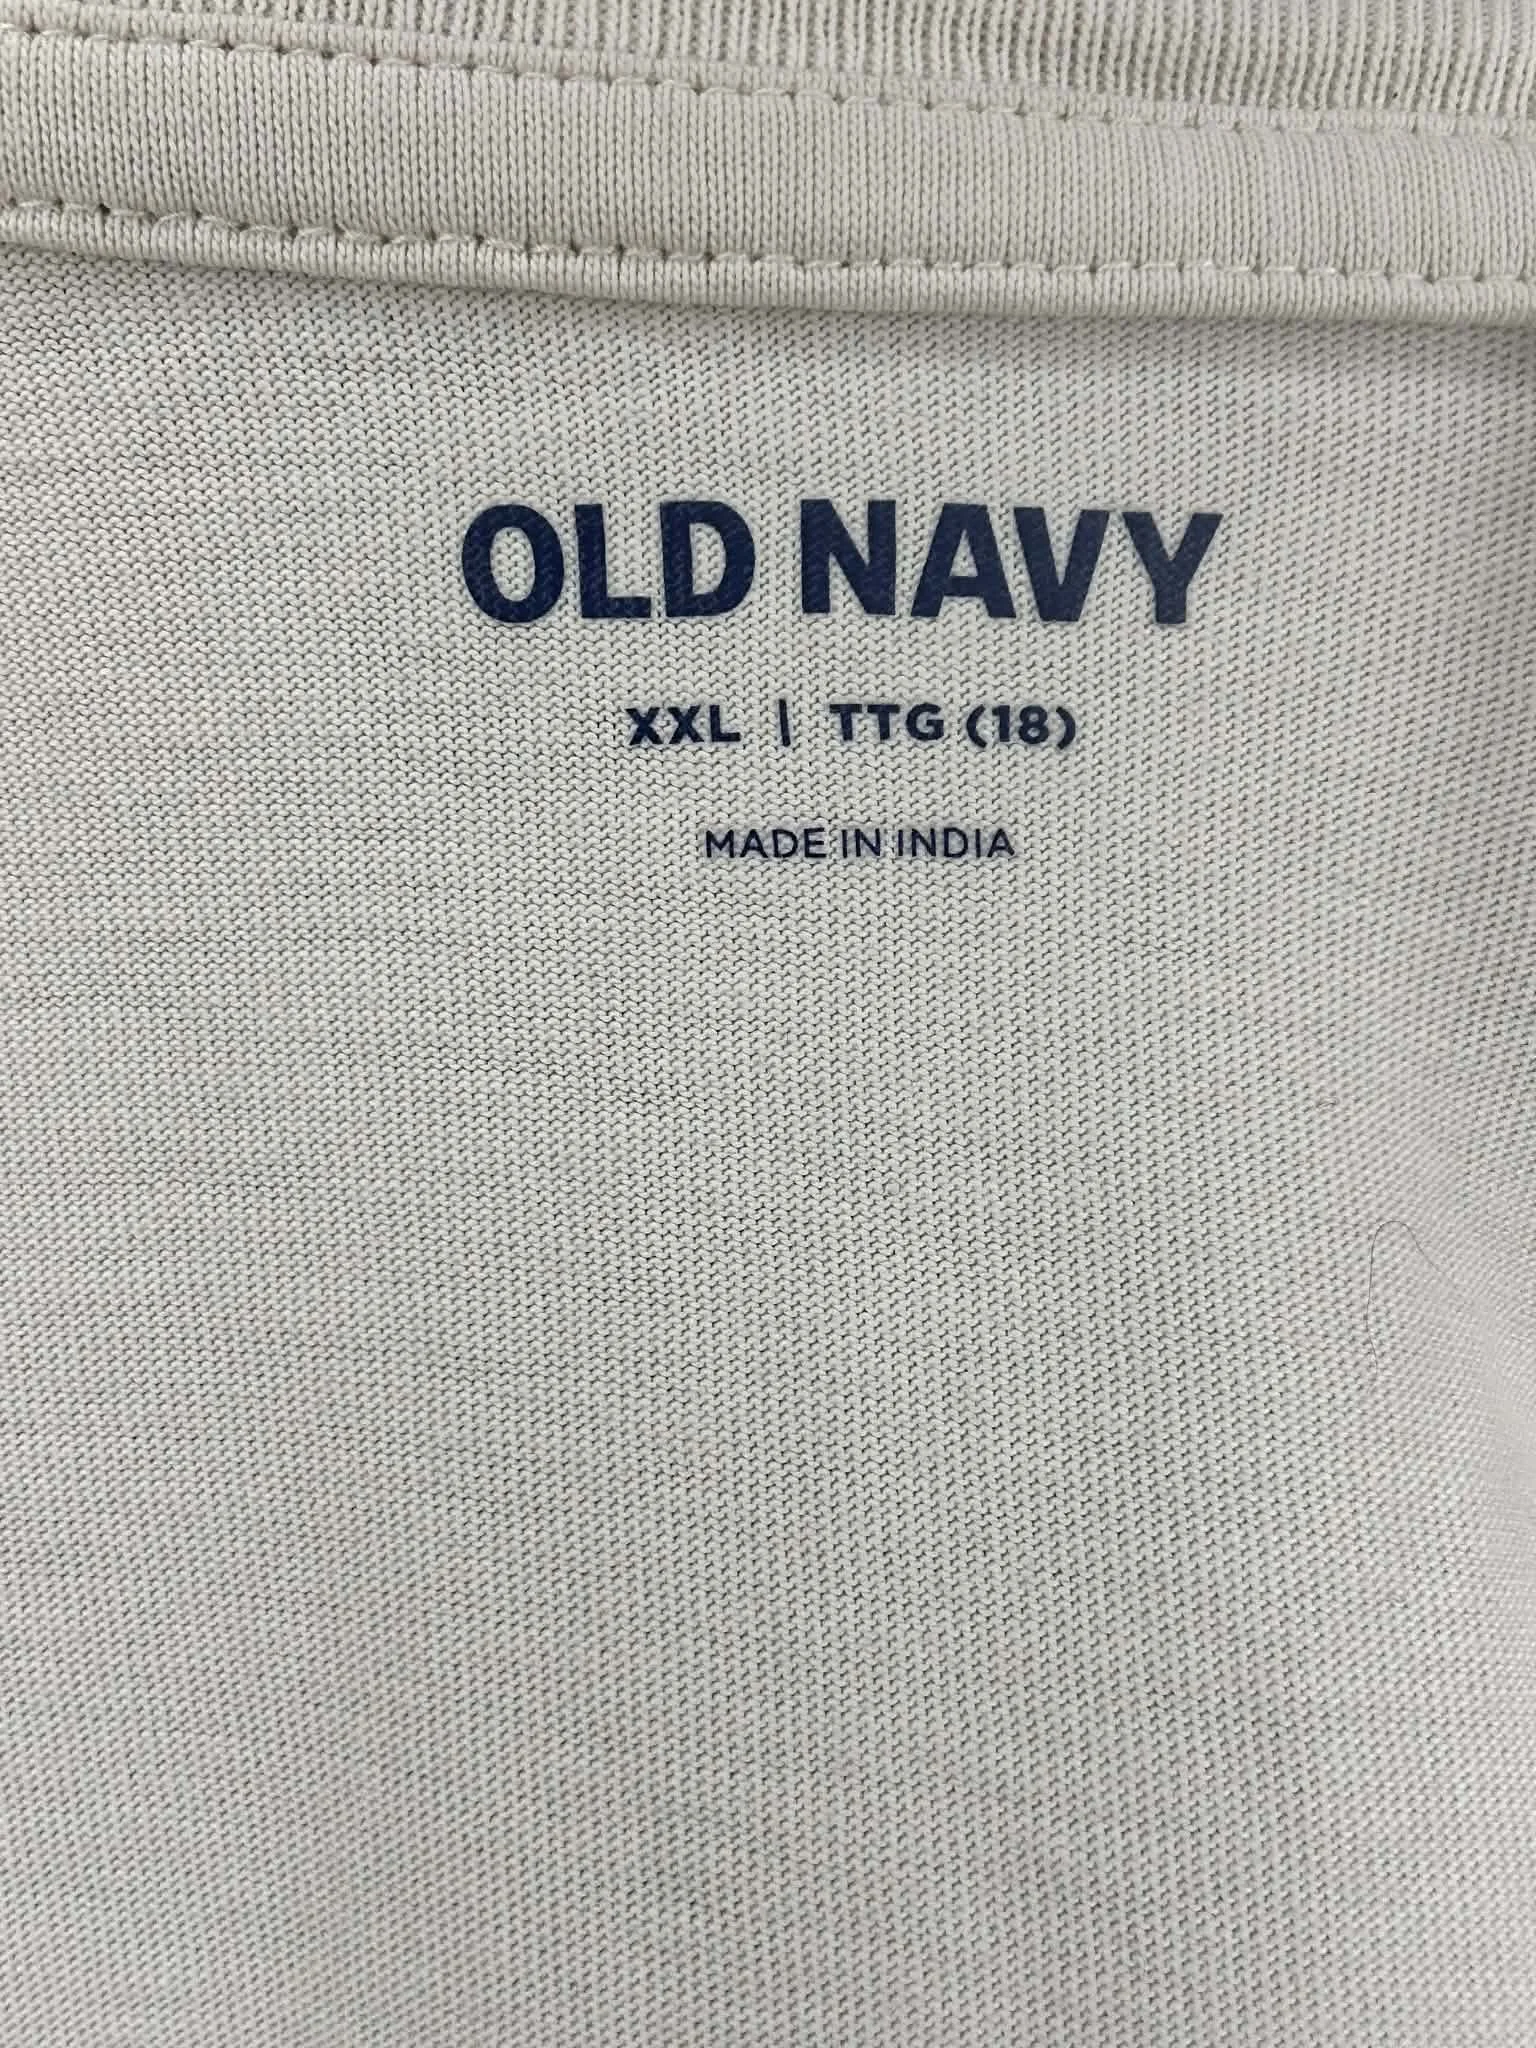 OLD NAVY
XXL | TTG (18)
MADE IN INDIA